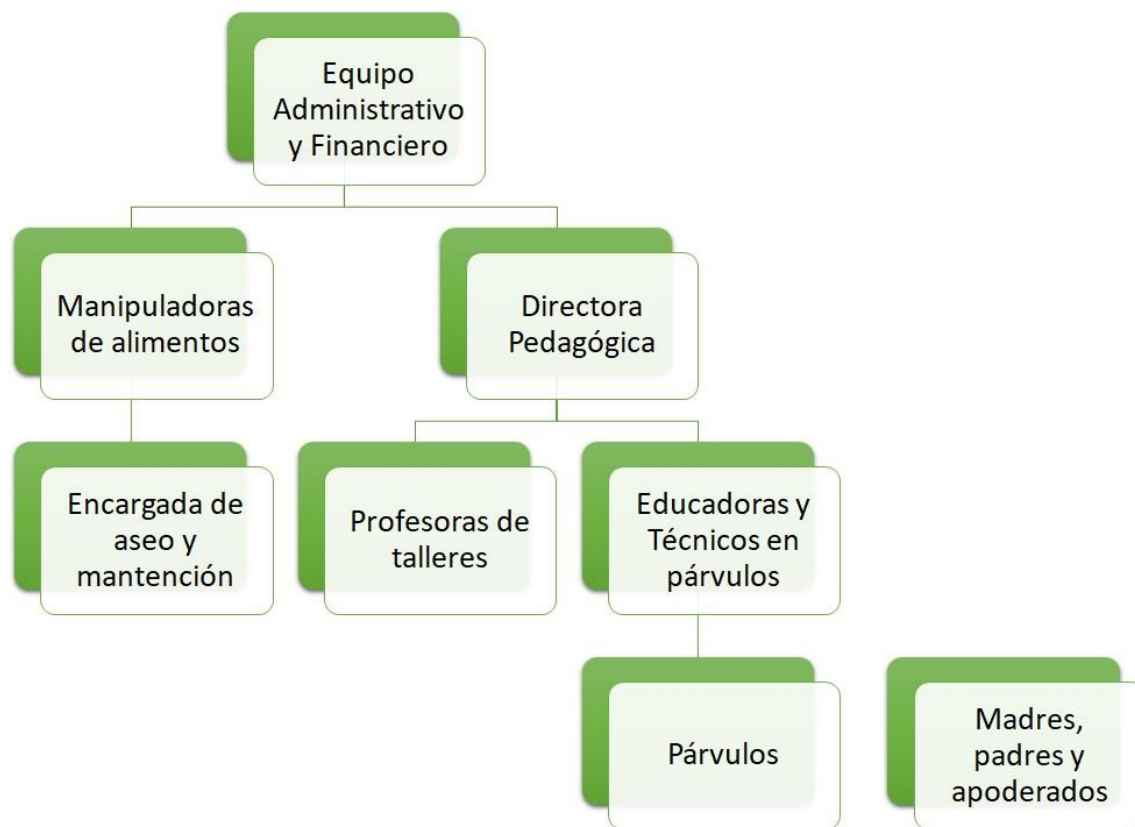 Equipo
Administrativo
y Financiero
Manipuladoras
de alimentos
Directora
Pedagógica
Encargada de
aseo y
mantención
Profesoras de
talleres
Educadoras y
Técnicos en
párvulos
Párvulos
Madres,
padres y
apoderados